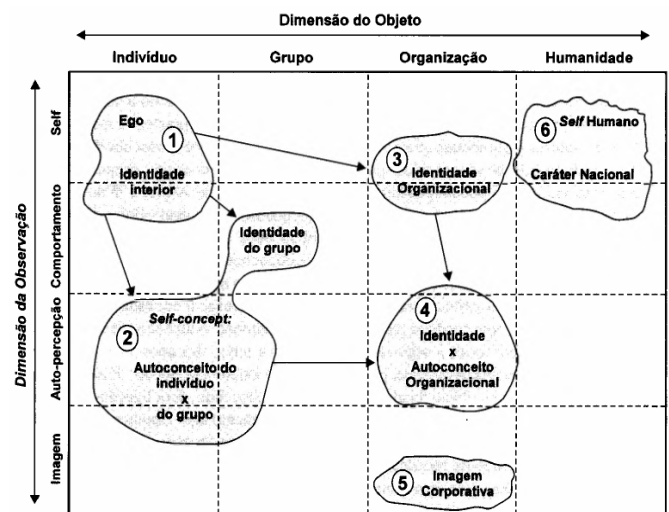 Dimensão do Objeto
Indivíduo
Grupo
Organização
Humanidade
Dimensão da Observação
Self
Comportamento
Auto-percepção
Imagem
Ego
1
Identidade
interior
Identidade
do grupo
2
Self-concept:
Autoconceito do
indivíduo
x
do grupo
3
Identidade
Organizacional
4
Identidade
x
Autoconceito
Organizacional
5
Imagem
Corporativa
6
Self Humano
Caráter Nacional